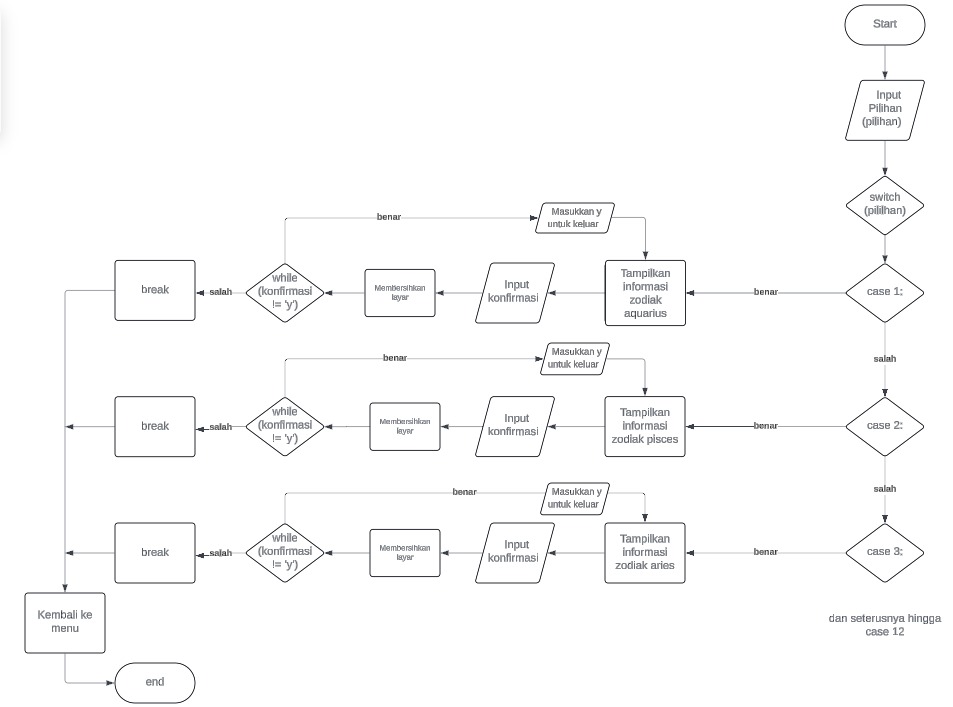 Start
Input
Pilihan
(pilihan)
switch
(pilihan)
benar
Masukkan y
untuk keluar
break
salah
while
(konfirmasi
!= 'y')
Membersihkan
layar
Input
konfirmasi
Tampilkan
informasi
zodiak
aquarius
benar
case 1:
salah
benar
Masukkan y
untuk keluar
break
salah
while
(konfirmasi
!= 'y')
Membersihkan
layar
Input
konfirmasi
Tampilkan
informasi
zodiak pisces
benar
case 2:
salah
benar
Masukkan y
untuk keluar
break
salah
while
(konfirmasi
!= 'y')
Membersihkan
layar
Input
konfirmasi
Tampilkan
informasi
zodiak aries
benar
case 3:
dan seterusnya hingga
case 12
Kembali ke
menu
end